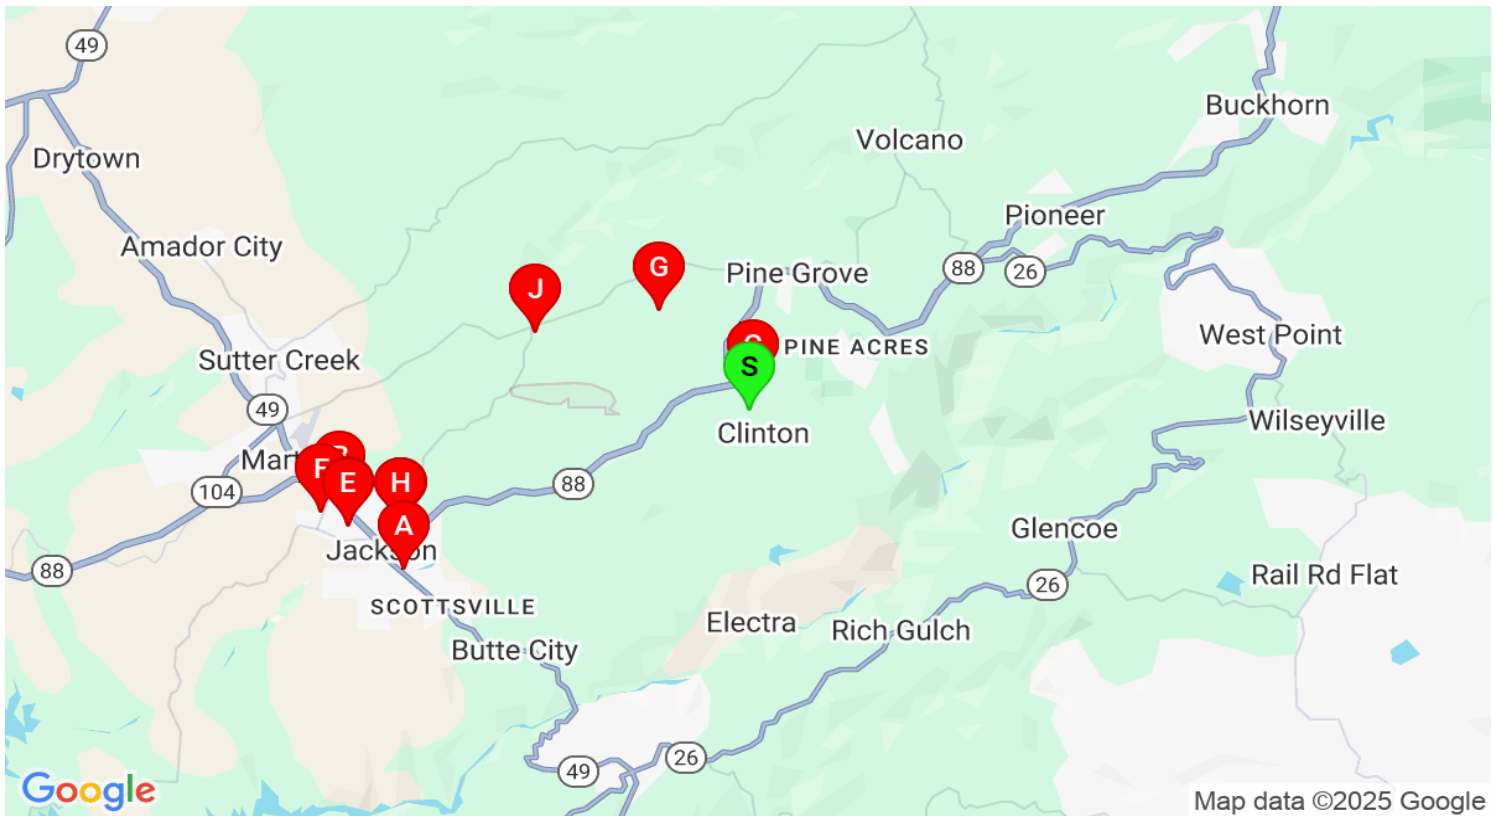 49
Buckhorn
Volcano
Drytown
Pioneer
Amador City
88
26
Pine Grove
G
J
West Point
PINE ACRES
Sutter Creek
S
49
Wilseyville
Clinton
E
H
104
88
A
Glencoe
Jackson
88
Rail Rd Flat
26
SCOTTSVILLE
Electra
Rich Gulch
Butte City
26
49
Google
Map data ©2025 Google